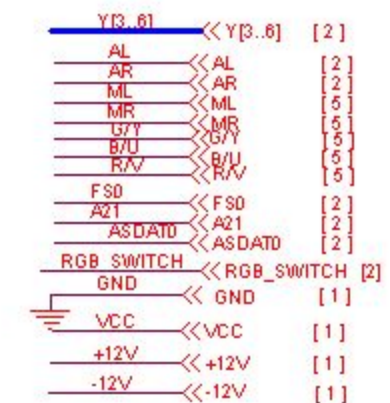 Y[3..6] Y[3..6] [2]
AL AL [2]
AR AR [2]
ML ML [5]
MR MR [5]
G/Y G/Y [5]
B/U B/U [5]
R/V R/V [5]
FS0 FS0 [2]
A21 A21 [2]
ASDAT0 ASDAT0 [2]
RGB_SWITCH RGB_SWITCH [2]
GND GND [1]
VCC VCC [1]
+12V +12V [1]
-12V -12V [1]